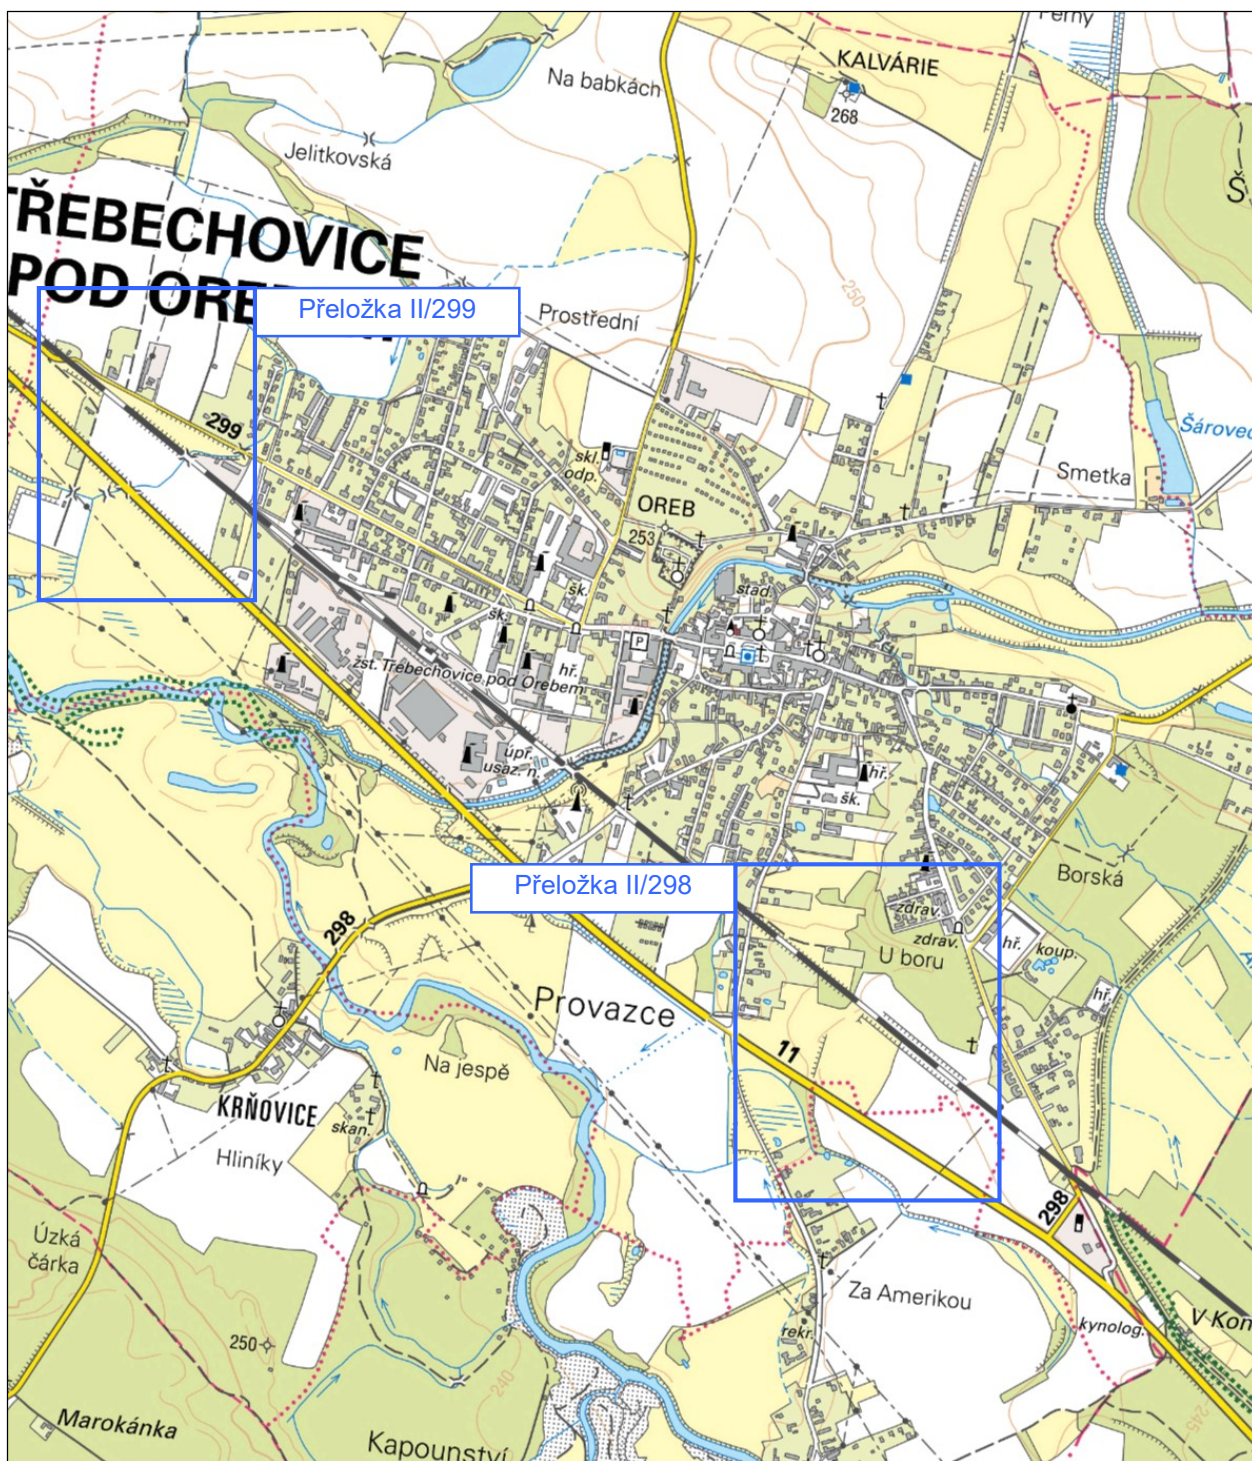 Perny
KALVÁRIE
Na babkách
268
Jelitkovská
Š
TŘEBECHOVICE
POD OREBEM
Přeložka II/299
250
Prostřední
Šárovec
299
skl.
odp.
Smetka
OREB
253
šk.
stad.
šk.
P
hř.
žst. Třebechovice pod Orebem
úpr.
usaz. n.
hř.
šk.
Přeložka II/298
Borská
zdrav.
zdrav.
hř.
koup.
298
U boru
hř.
Provazce
11
Na jespě
KRŇOVICE
skan.
Hliníky
298
Úzká
čárka
Za Amerikou
kynolog.
V Kon
rekr.
250
240
245
Marokánka
Kapounství